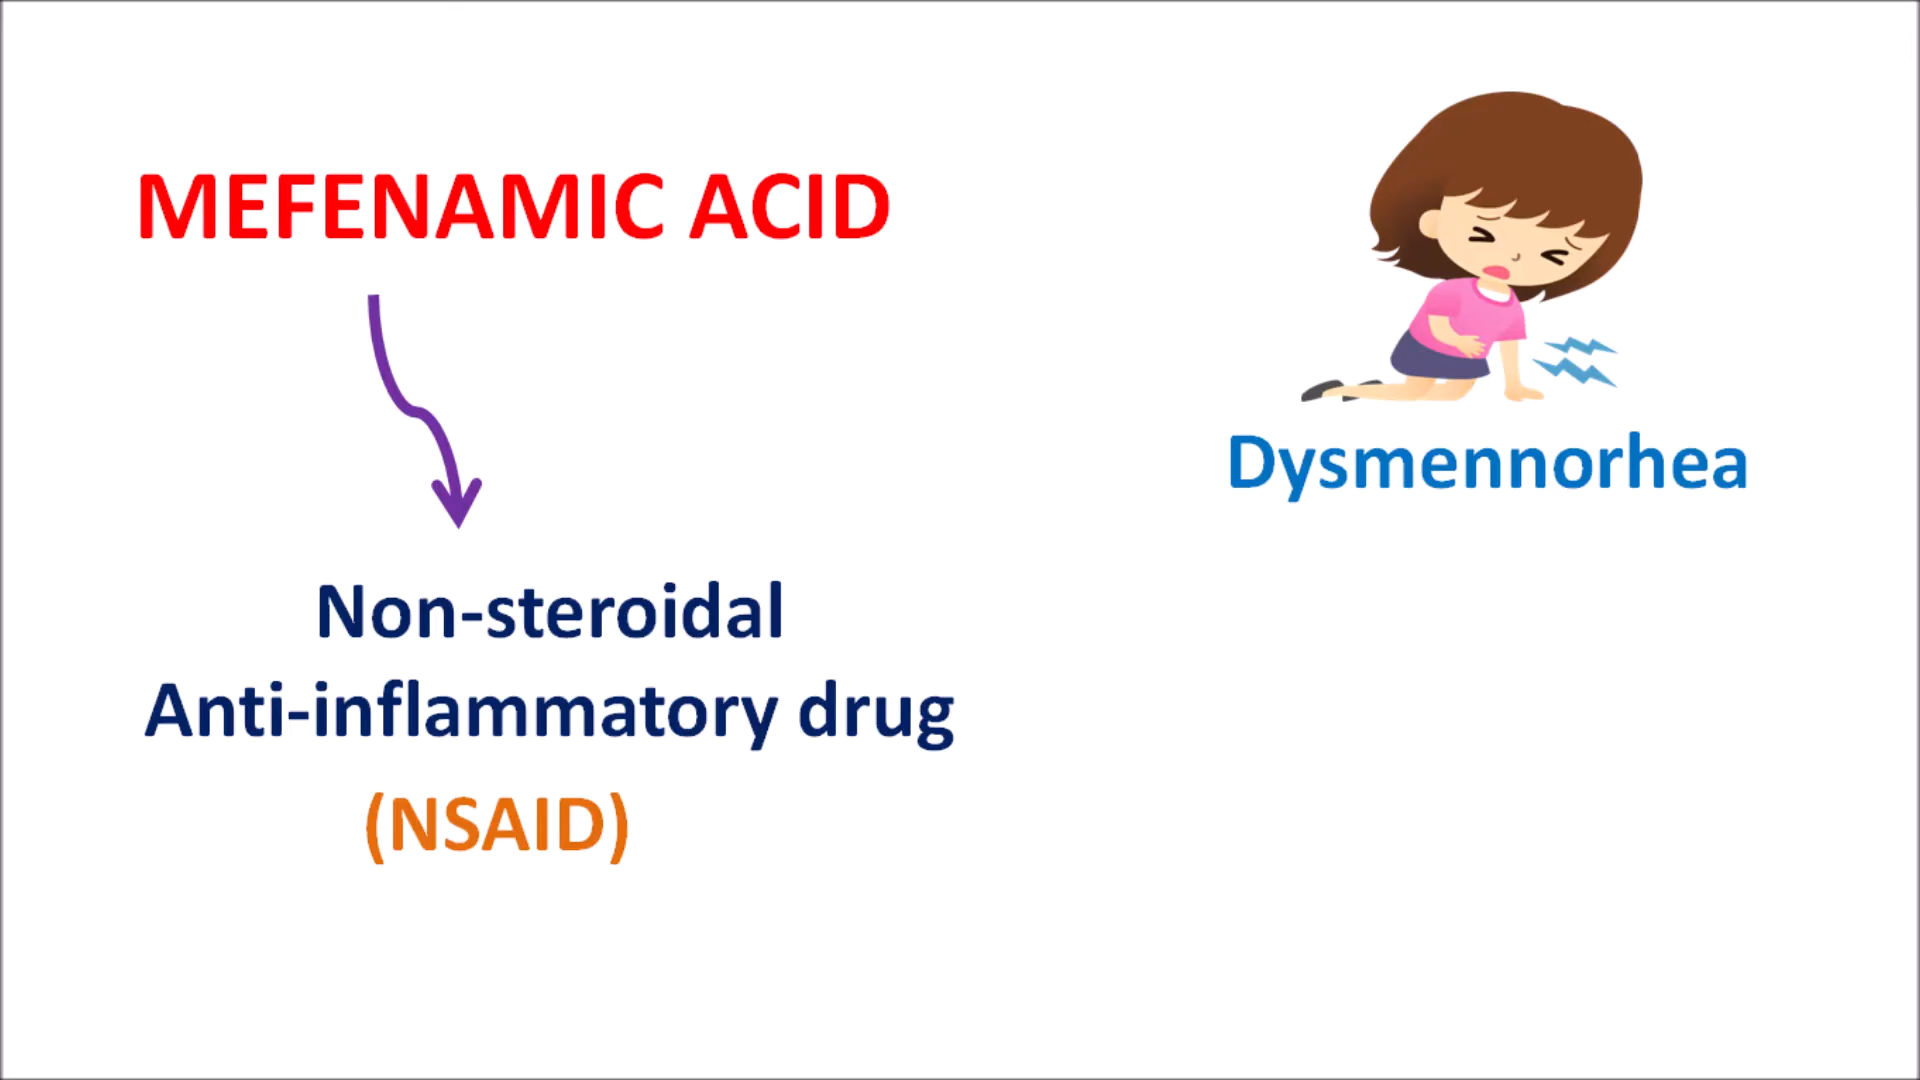 MEFENAMIC ACID
Non-steroidal
Anti-inflammatory drug
(NSAID)
Dysmennorhea